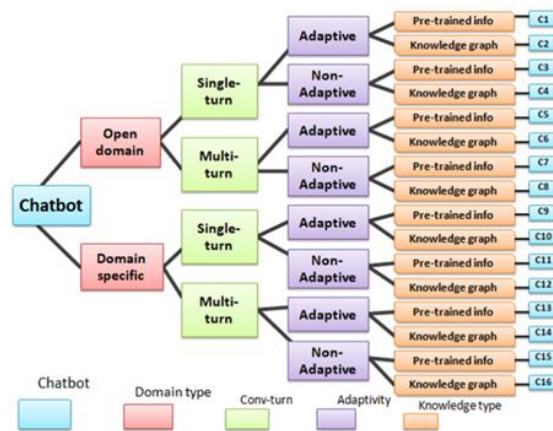 Pre-trained info C1
Adaptive
Knowledge graph C2
Single-
turn
Pre-trained info C3
Non-
Adaptive
Knowledge graph C4
Open
domain
Pre-trained info C5
Adaptive
Knowledge graph C6
Multi-
turn
Pre-trained info C7
Non-
Adaptive
Knowledge graph C8
Chatbot
Pre-trained info C9
Adaptive
Knowledge graph C10
Single-
turn
Pre-trained info C11
Non-
Adaptive
Knowledge graph C12
Domain
specific
Pre-trained info C13
Adaptive
Knowledge graph C14
Multi-
turn
Pre-trained info C15
Non-
Adaptive
Knowledge graph C16
Chatbot
Domain type
Conv-turn
Adaptivity
Knowledge type